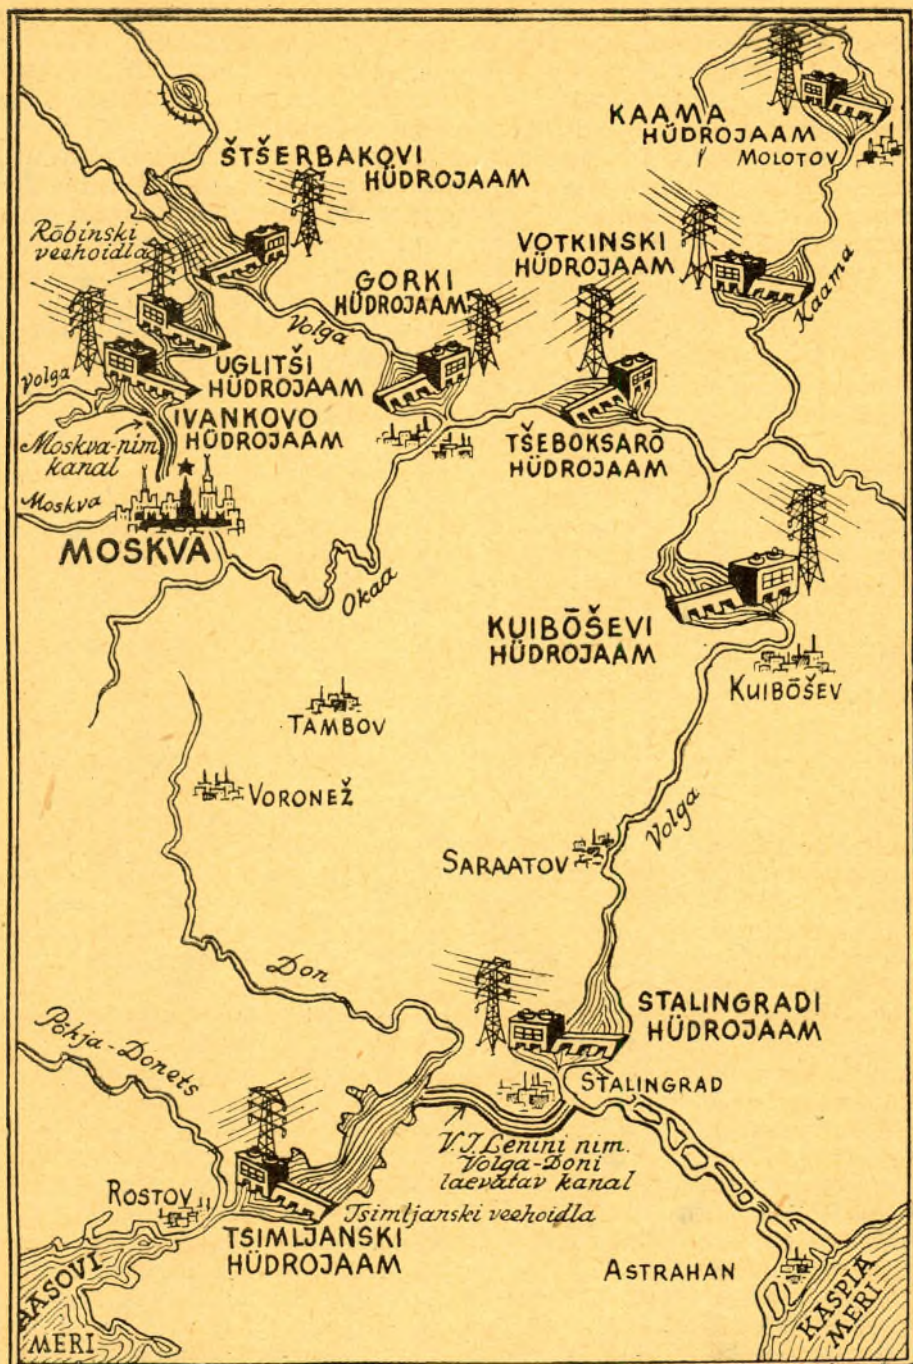 KAAMA
HÜDROJAAM
MOLOTOV
ŠTŠERBAKOVI
HÜDROJAAM
Rõbinski
veehoidla
VOTKINSKI
HÜDROJAAM
GORKI
HÜDROJAAM
Kaama
Volga
Volga
UGLITŠI
HÜDROJAAM
IVANKOVO
HÜDROJAAM
Moskva-nim.
kanal
TŠEBOKSARÕ
HÜDROJAAM
Moskva
MOSKVA
Okaa
KUIBÕŠEVI
HÜDROJAAM
KUIBÕŠEV
TAMBOV
VORONEŽ
Volga
SARAATOV
Don
STALINGRADI
HÜDROJAAM
Põhja-Donets
STALINGRAD
V.I.Lenini nim.
Volga-Doni
laevatav kanal
ROSTOV
Tsimljanski veehoidla
TSIMLJANSKI
HÜDROJAAM
ASTRAHAN
AASOVI
MERI
KASPIA
MERI